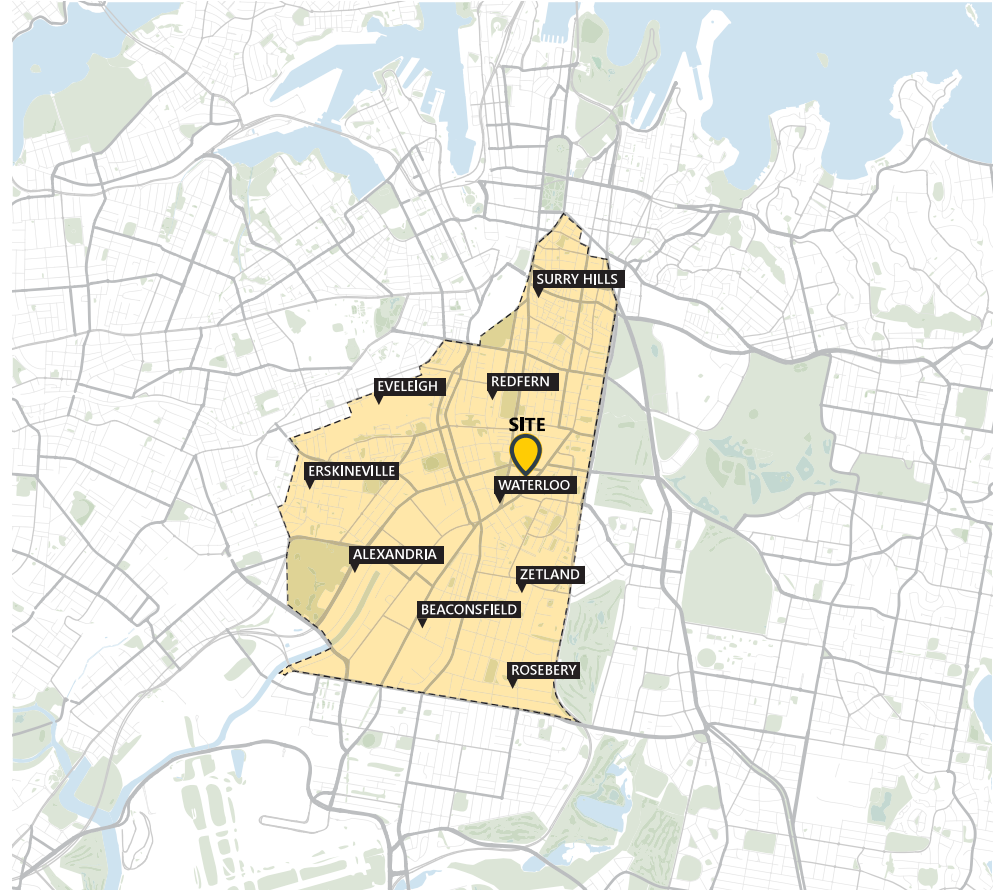 SURRY HILLS
EVELEIGH
REDFERN
SITE
ERSKINEVILLE
WATERLOO
ALEXANDRIA
ZETLAND
BEACONSFIELD
ROSEBERY